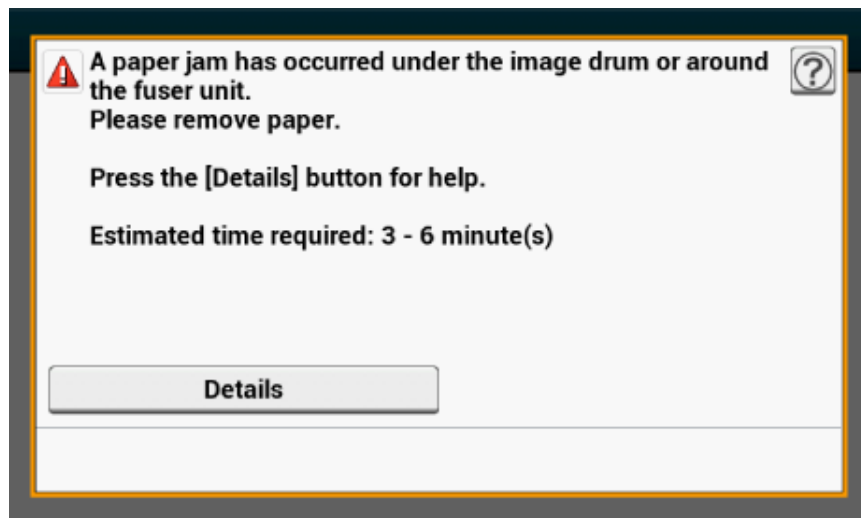 A paper jam has occurred under the image drum or around
the fuser unit.
Please remove paper.
Press the [Details] button for help.
Estimated time required: 3 - 6 minute(s)
Details